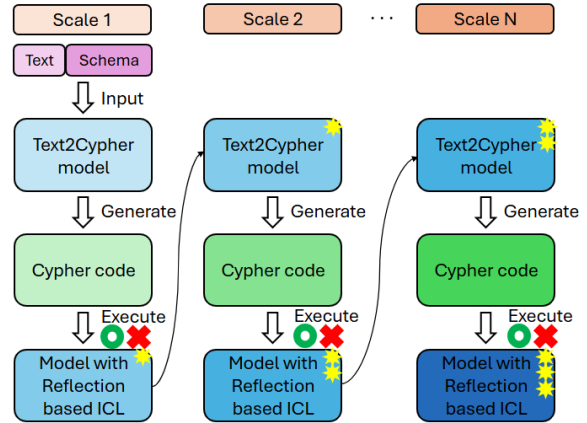 Scale 1
Scale 2
...
Scale N
Text
Schema
Input
Text2Cypher
model
Text2Cypher
model
Text2Cypher
model
Generate
Generate
Generate
Cypher code
Cypher code
Cypher code
Execute
Execute
Execute
Model with
Reflection
based ICL
Model with
Reflection
based ICL
Model with
Reflection
based ICL